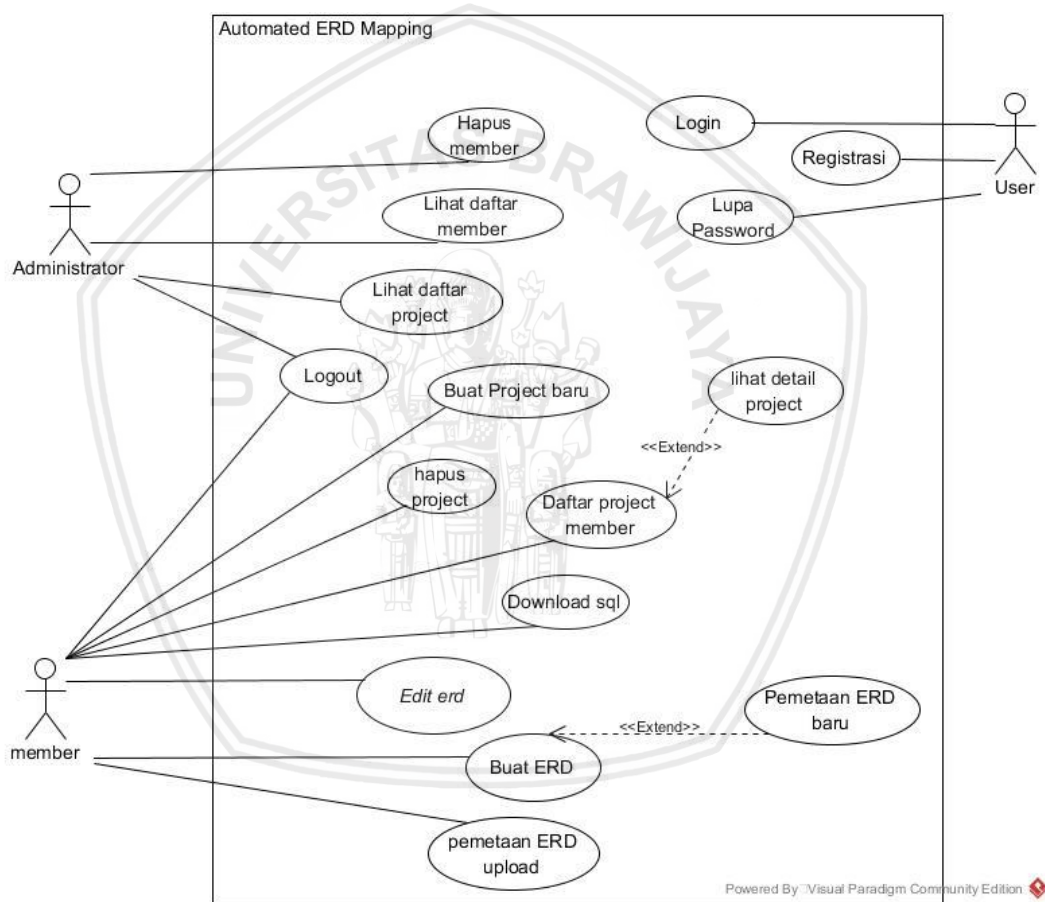 Automated ERD Mapping
Hapus
member
Login
Registrasi
User
Lihat daftar
member
Lupa
Password
Administrator
Lihat daftar
project
Logout
Buat Project baru
lihat detail
project
<<Extend>>
hapus
project
Daftar project
member
Download sql
Edit erd
Pemetaan ERD
baru
<<Extend>>
member
Buat ERD
pemetaan ERD
upload
UNIVERSITAS BRAWIJAYA
Powered By Visual Paradigm Community Edition